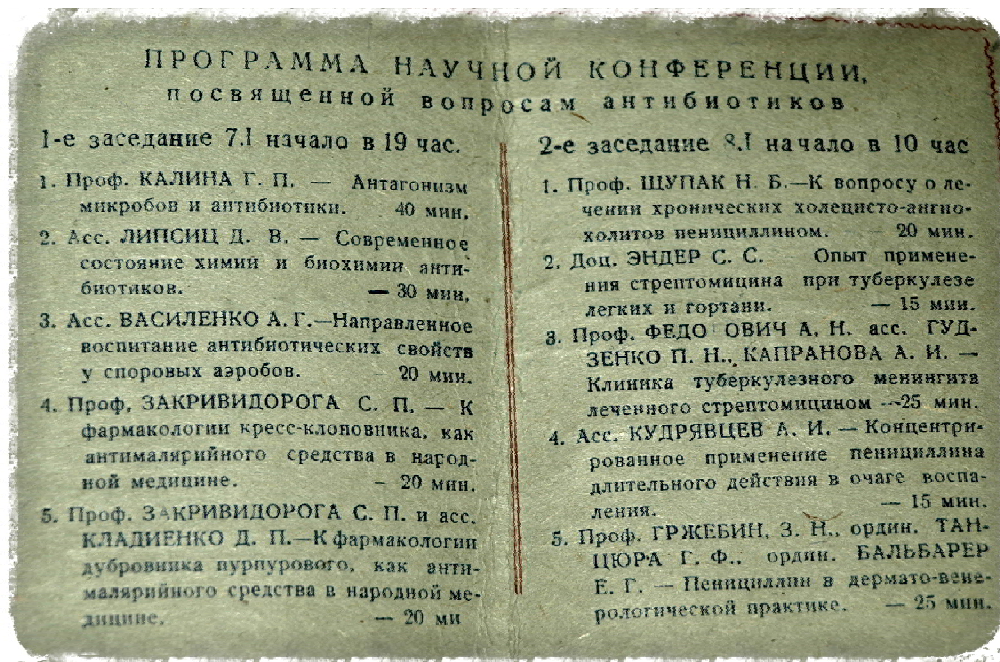 ПРОГРАММА НАУЧНОЙ КОНФЕРЕНЦИИ,
посвященной вопросам антибиотиков
1-е заседание 7.I начало в 19 час.
1. Проф. КАЛИНА Г. П. — Антагонизм
микробов и антибиотики. 40 мин.
2. Асс. ЛИПСИЦ Д. В. — Современное
состояние химии и биохимии анти-
биотиков. — 30 мин.
3. Асс. ВАСИЛЕНКО А. Г.—Направленное
воспитание антибиотических свойств
у споровых аэробов. 20 мин.
4. Проф. ЗАКРИВИДОРОГА С. П. — К
фармакологии кресс-клоповника, как
антималярийного средства в народ-
ной медицине. – 20 мин.
5. Проф. ЗАКРИВИДОРОГА С. П. и асс.
КЛАДИЕНКО Д. П.—К фармакологии
дубровника пурпурового, как анти-
малярийного средства в народной ме-
дицине. — 20 ми
2-е заседание 8.I начало в 10 час
1. Проф. ЩУПАК Н. Б.—К вопросу о ле-
чении хронических холецисто-ангио-
холитов пенициллином. 20 мин.
2. Доц. ЭНДЕР С. С. Опыт примене-
ния стрептомицина при туберкулезе
легких и гортани. — 15 мин.
3. Проф. ФЕДО ОВИЧ А. Н. асс. ГУД-
ЗЕНКО П. Н., КАПРАНОВА А. И. —
Клиника туберкулезного менингита
леченного стрептомицином —25 мин.
4. Асс. КУДРЯВЦЕВ А. И. — Концентри-
рованное применение пенициллина
длительного действия в очаге воспа-
ления. — 15 мин.
5. Проф. ГРЖЕБИН, З. Н., ордин. ТАН-
ЦЮРА Г. Ф., ордин. БАЛЬБАРЕР
Е. Г. — Пенициллин в дермато-вене-
рологической практике. — 25 мин.